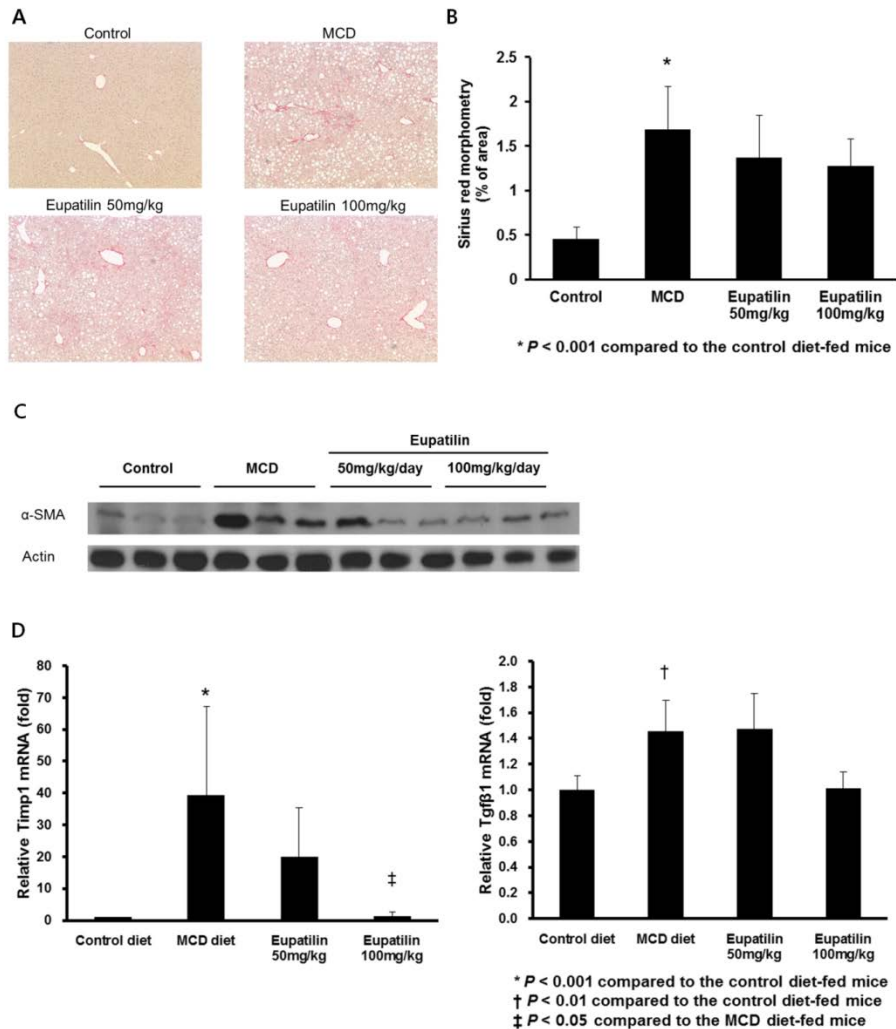 A
Control
MCD
Eupatilin 50mg/kg
Eupatilin 100mg/kg
B
Sirius red morphometry
(% of area)
2.5
2
1.5
1
0.5
0
*
Control
MCD
Eupatilin
50mg/kg
Eupatilin
100mg/kg
* P < 0.001 compared to the control diet-fed mice
C
Eupatilin
Control
MCD
50mg/kg/day
100mg/kg/day
α-SMA
Actin
D
Relative Timp1 mRNA (fold)
80
70
60
50
40
30
20
10
0
*
‡
Control diet
MCD diet
Eupatilin
50mg/kg
Eupatilin
100mg/kg
Relative Tgfβ1 mRNA (fold)
2.0
1.8
1.6
1.4
1.2
1.0
0.8
0.6
0.4
0.2
0.0
†
Control diet
MCD diet
Eupatilin
50mg/kg
Eupatilin
100mg/kg
* P < 0.001 compared to the control diet-fed mice
† P < 0.01 compared to the control diet-fed mice
‡ P < 0.05 compared to the MCD diet-fed mice